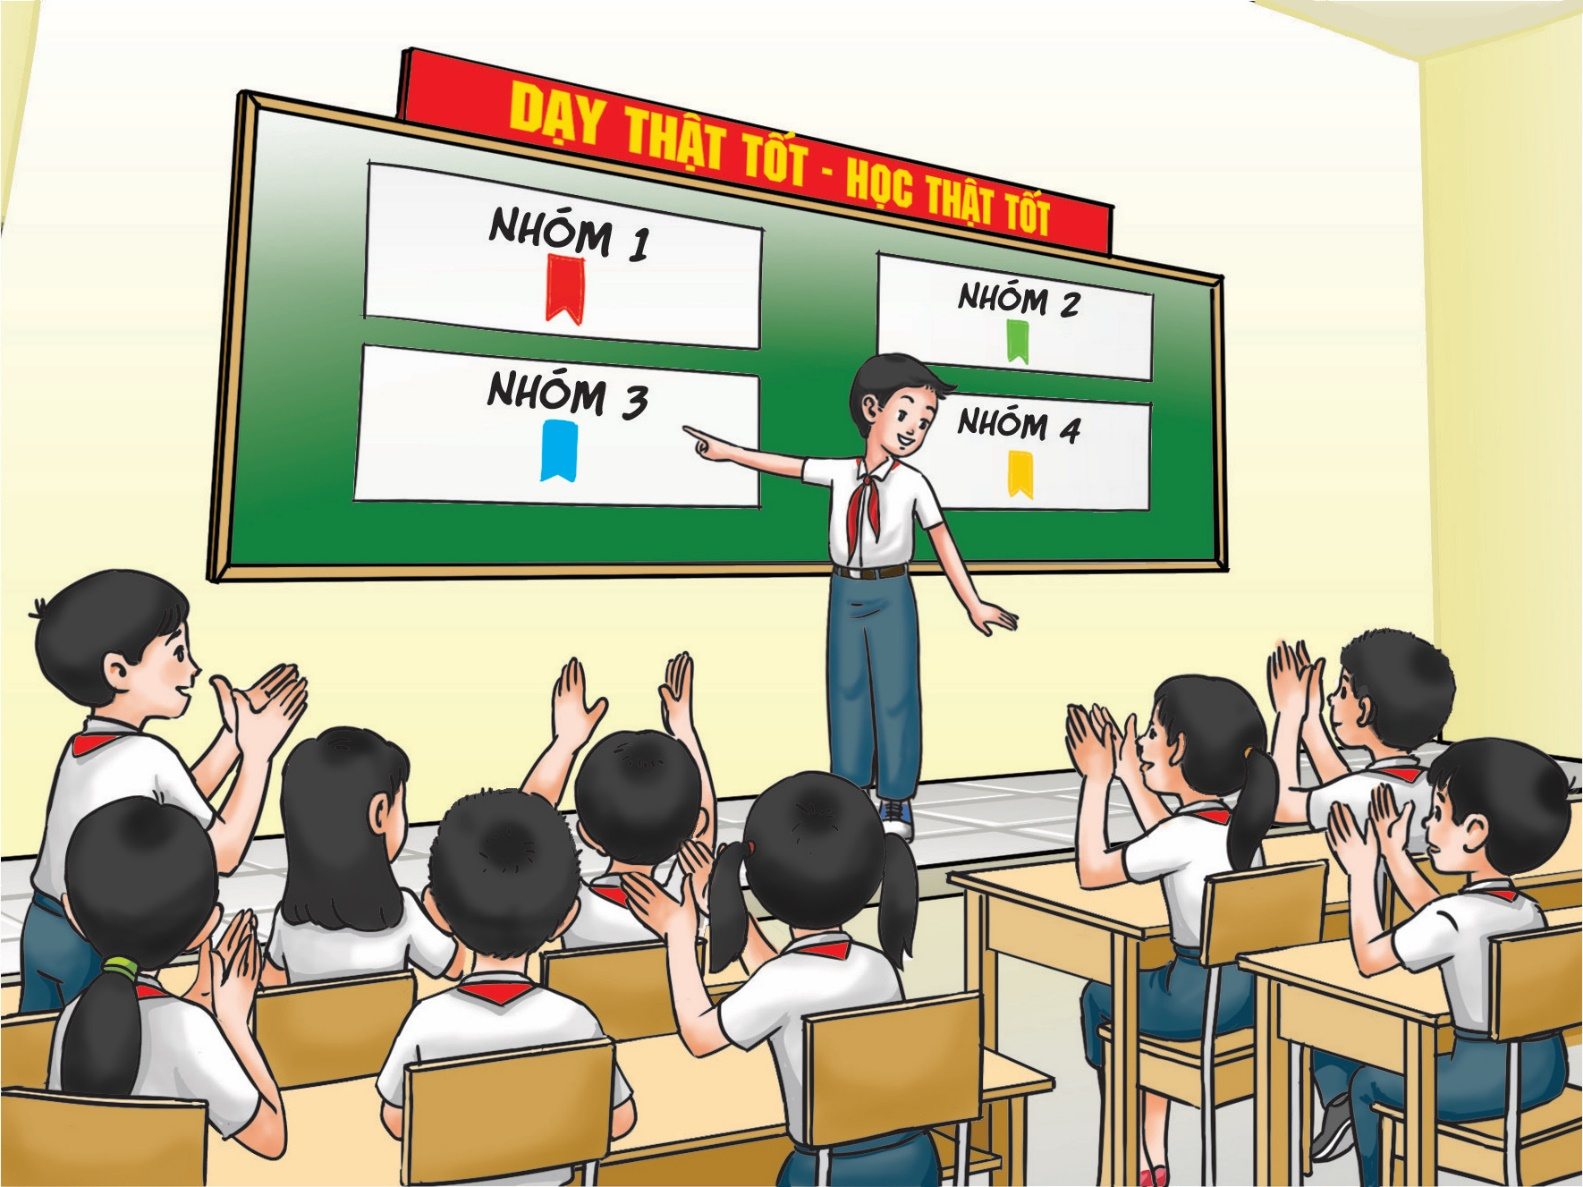 DẠY THẬT TỐT - HỌC THẬT TỐT
NHÓM 1
NHÓM 2
NHÓM 3
NHÓM 4